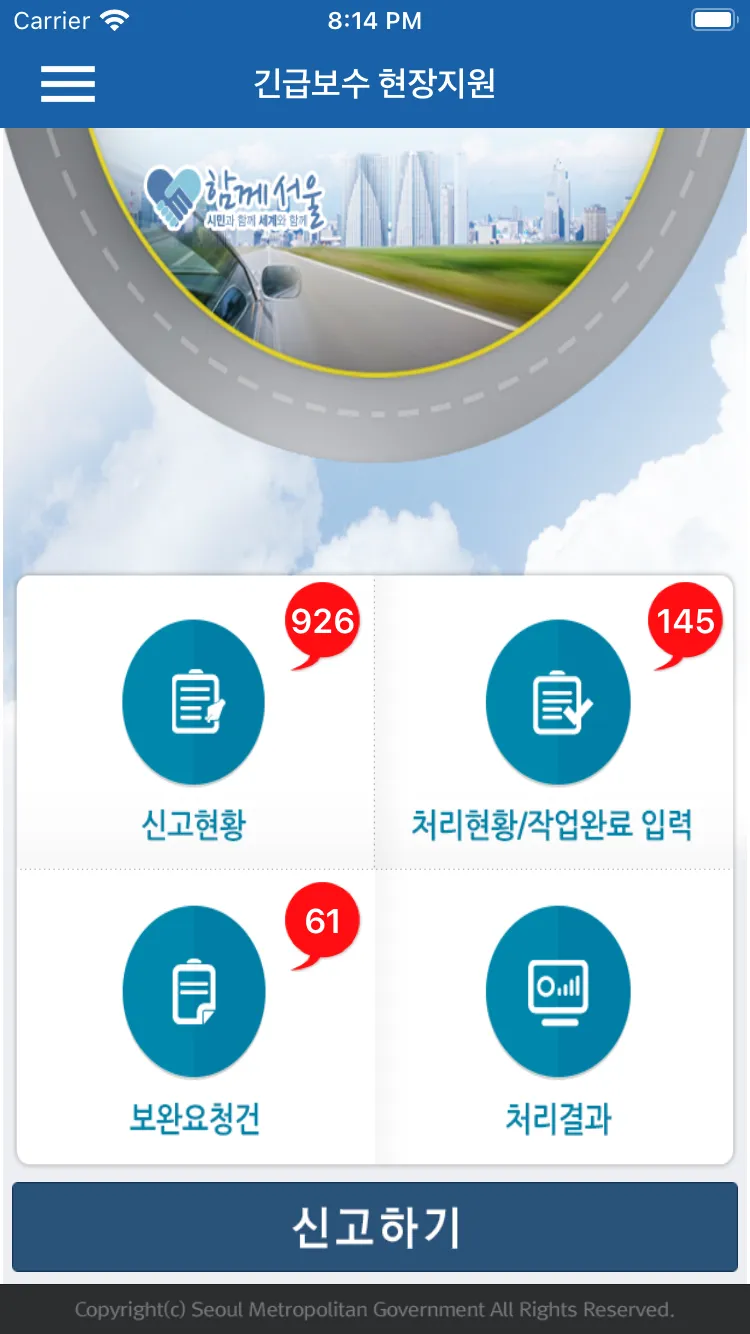 Carrier
8:14 PM
긴급보수 현장지원
함께서울
시민과 함께 세계와 함께
926
145
신고현황
처리현황/작업완료 입력
61
보완요청건
처리결과
신고하기
Copyright(c) Seoul Metropolitan Government All Rights Reserved.